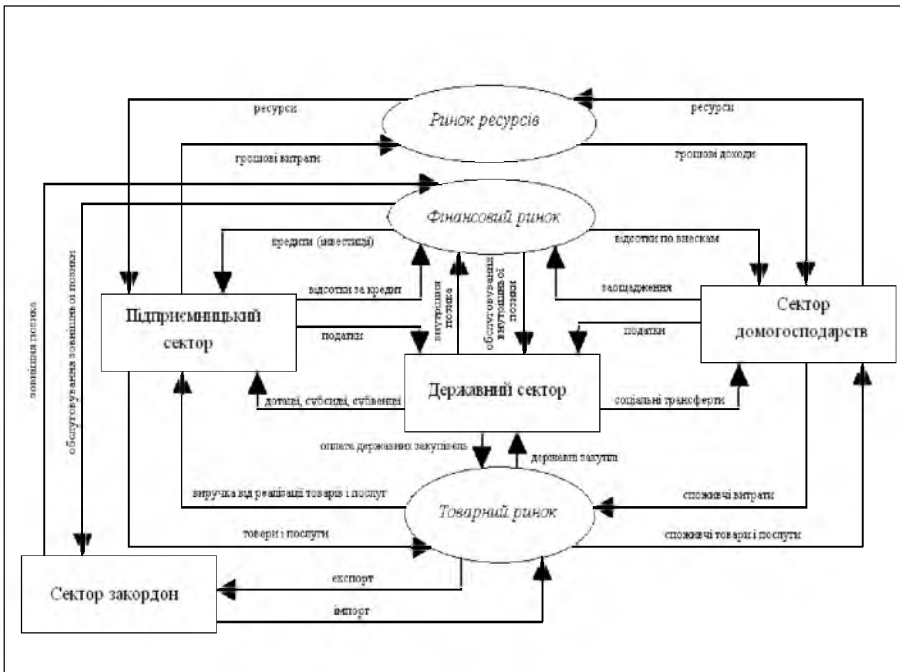 ресурси
ресурси
Ринок ресурсів
грошові витрати
грошові доходи
Фінансовий ринок
кредити (інвестиції)
відсотки по внескам
відсотки за кредит
внутрішня
позика
обслуговування
внутрішньої
позики
заощадження
Підприємницький
сектор
податки
податки
Сектор
домогосподарств
зовнішня позика
обслуговування зовнішньої позики
Державний сектор
дотації, субсидії, субвенції
соціальні трансферти
оплата державних закупівель
державні закупки
виручка від реалізації товарів і послуг
споживчі витрати
Товарний ринок
товари і послуги
споживчі товари і послуги
Сектор закордон
експорт
імпорт